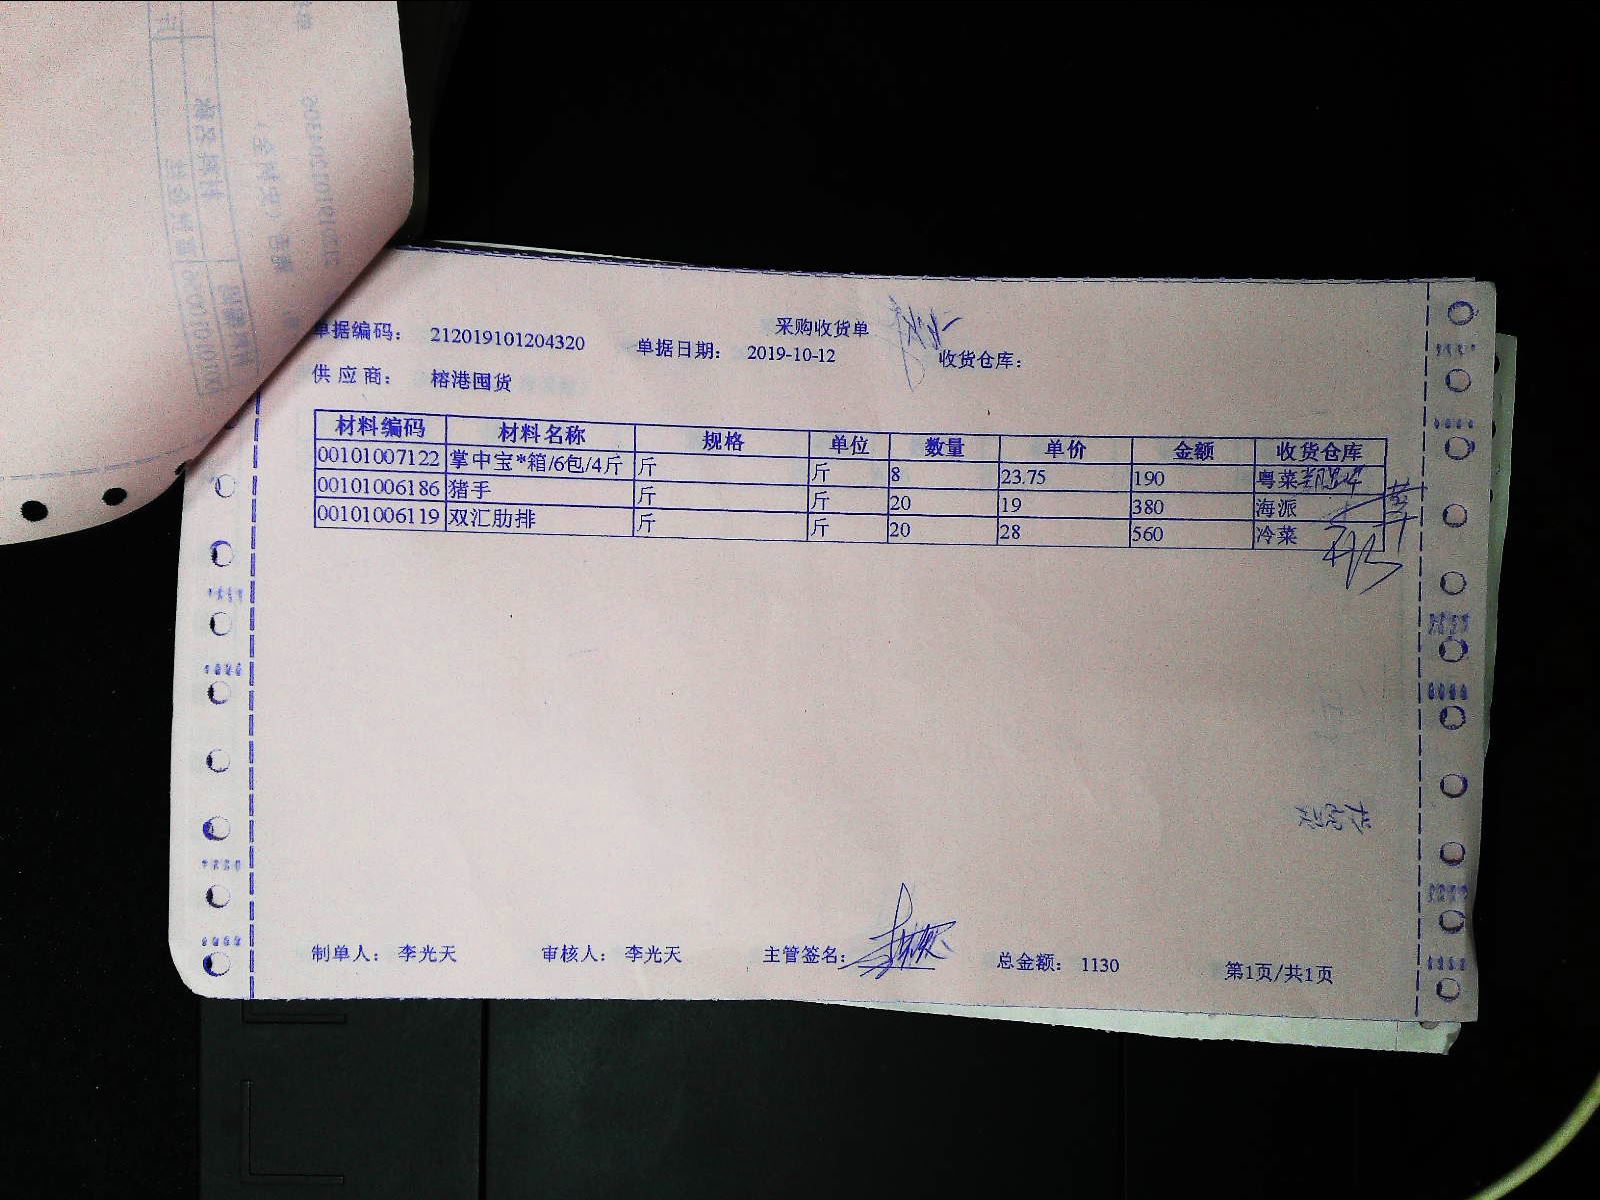 采购收货单
单据编码： 212019101204320 单据日期： 2019-10-12 收货仓库：
供应商： 榕港囤货
材料编码 材料名称 规格 单位 数量 单价 金额 收货仓库
00101007122 掌中宝*箱/6包/4斤 斤 斤 8 23.75 190 粤菜
00101006186 猪手 斤 斤 20 19 380 海派
00101006119 双汇肋排 斤 斤 20 28 560 冷菜
制单人： 李光天 审核人： 李光天 主管签名： 总金额： 1130 第1页/共1页